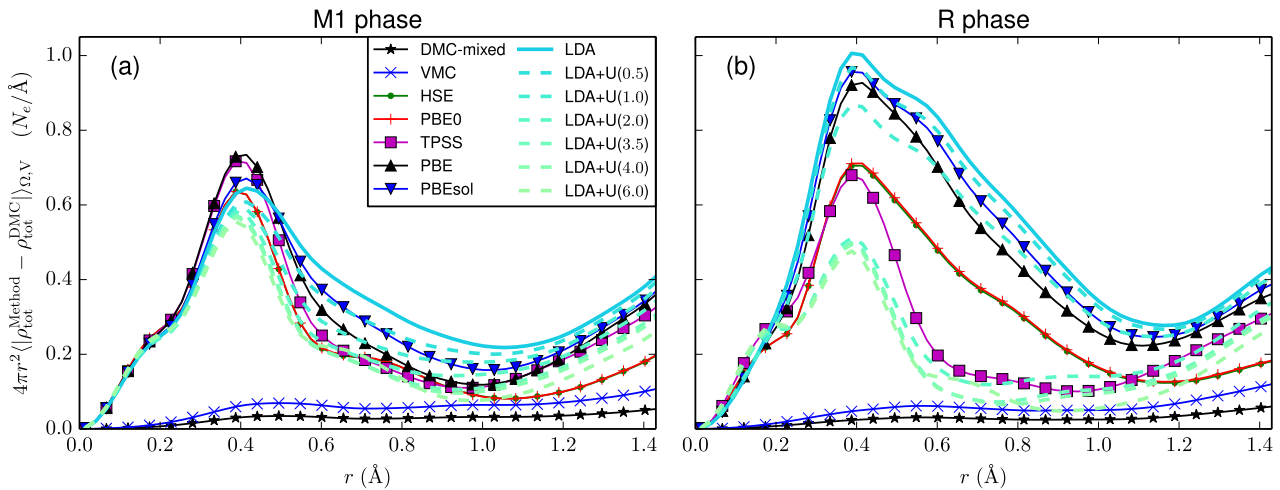 M1 phase
R phase
(a)
(b)
DMC-mixed
VMC
HSE
PBE0
TPSS
PBE
PBEsol
LDA
LDA+U(0.5)
LDA+U(1.0)
LDA+U(2.0)
LDA+U(3.5)
LDA+U(4.0)
LDA+U(6.0)
4πr²⟨|ρ_tot^Method − ρ_tot^DMC|⟩_Ω,V (N_e/Å)
1.0
0.8
0.6
0.4
0.2
0.0
0.0 0.2 0.4 0.6 0.8 1.0 1.2 1.4
0.0 0.2 0.4 0.6 0.8 1.0 1.2 1.4
r (Å)
r (Å)